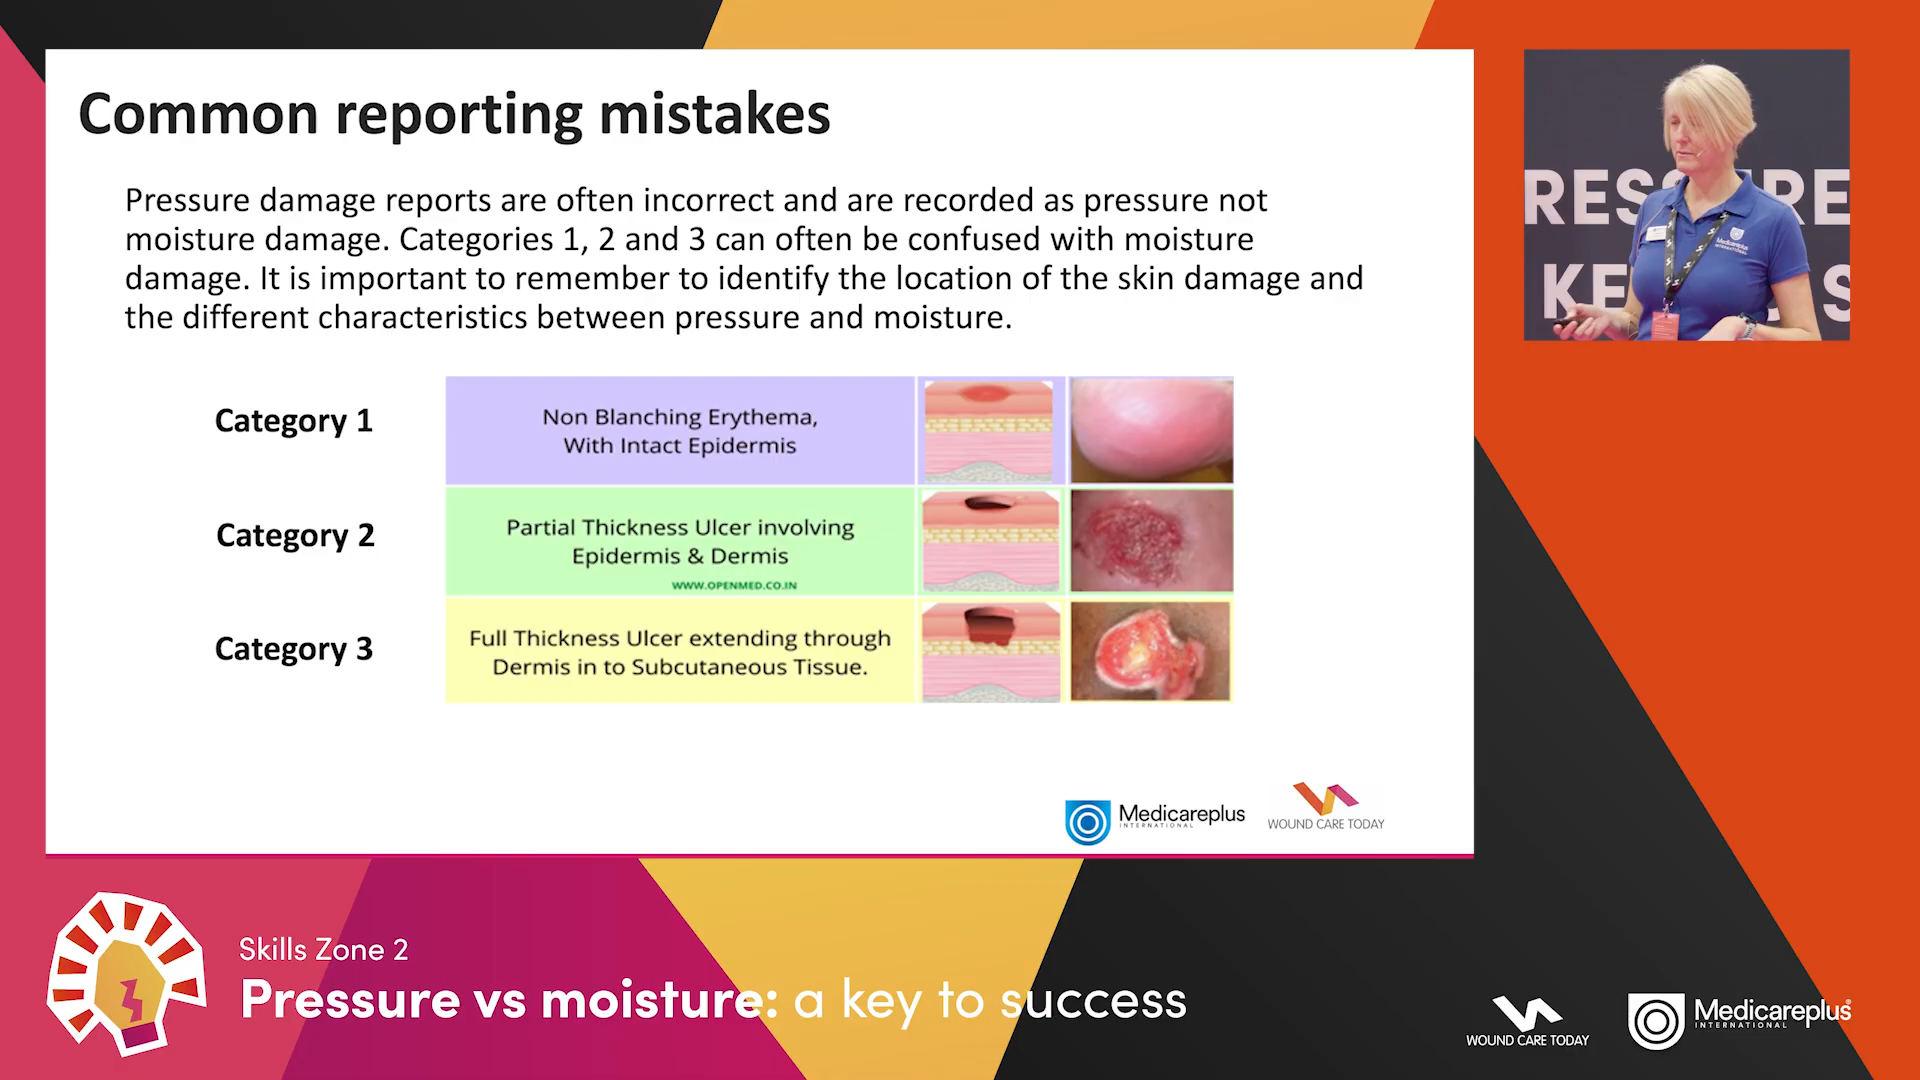 Common reporting mistakes
Pressure damage reports are often incorrect and are recorded as pressure not
moisture damage. Categories 1, 2 and 3 can often be confused with moisture
damage. It is important to remember to identify the location of the skin damage and
the different characteristics between pressure and moisture.
Category 1
Non Blanching Erythema,
With Intact Epidermis
Category 2
Partial Thickness Ulcer involving
Epidermis & Dermis
WWW.OPENMED.CO.IN
Category 3
Full Thickness Ulcer extending through
Dermis in to Subcutaneous Tissue.
Medicareplus
INTERNATIONAL
WOUND CARE TODAY
RESSURE
KE
S
Medicareplus
INTERNATIONAL
Skills Zone 2
Pressure vs moisture: a key to success
WOUND CARE TODAY
Medicareplus®
INTERNATIONAL